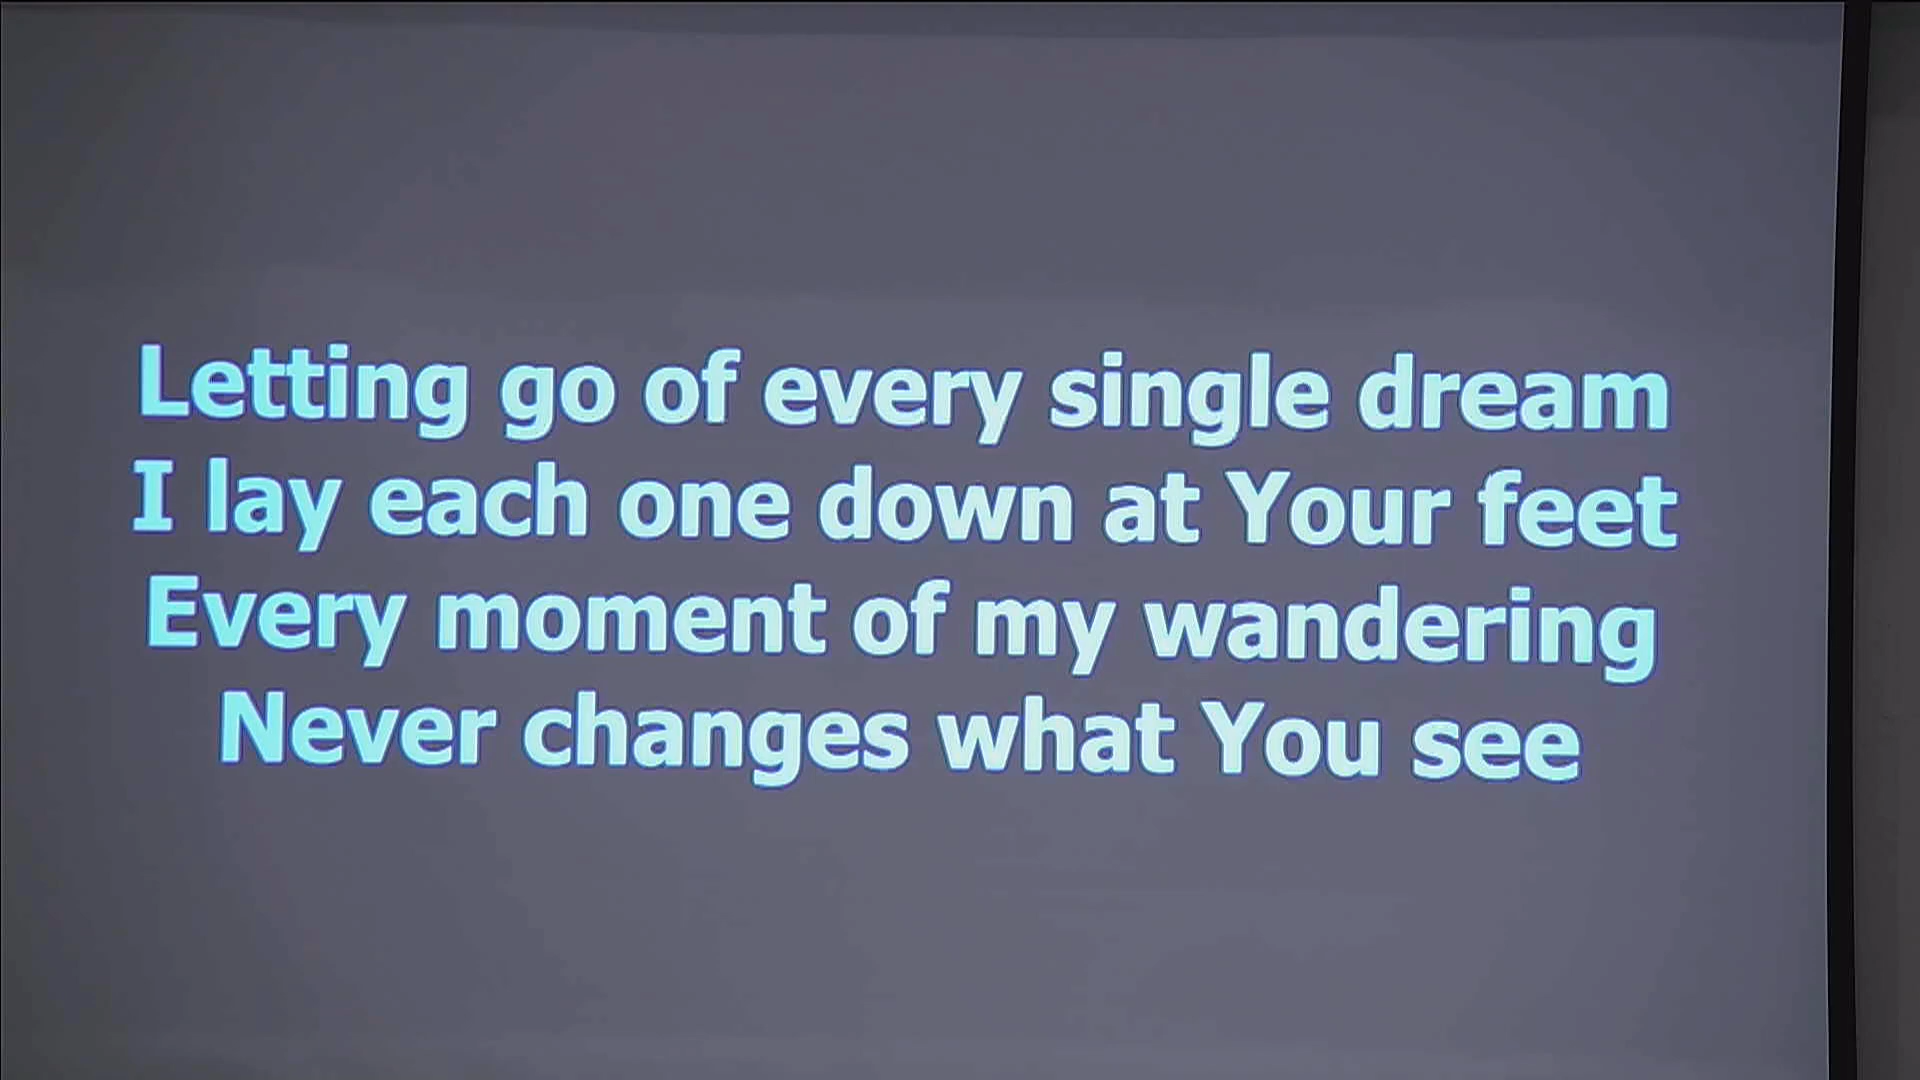 Letting go of every single dream
I lay each one down at Your feet
Every moment of my wandering
Never changes what You see